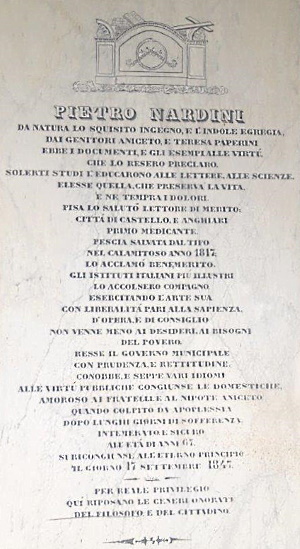 PIETRO NARDINI
DA NATURA LO SQUISITO INGEGNO, E L'INDOLE EGREGIA,
DAI GENITORI ANICETO, E TERESA PAPERINI
EBBE I DOCUMENTI, E GLI ESEMPI ALLE VIRTÚ,
CHE LO RESERO PRECLARO.
SOLERTI STUDI L'EDUCARONO ALLE LETTERE, ALLE SCIENZE.
ELESSE QUELLA, CHE PRESERVA LA VITA,
E NE TEMPRA I DOLORI.
PISA LO SALUTÒ LETTORE DI MERITO;
CITTÀ DI CASTELLO, E ANGHIARI
PRIMO MEDICANTE.
PESCIA SALVATA DAL TIFO
NEL CALAMITOSO ANNO 1817,
LO ACCLAMÒ BENEMERITO.
GLI ISTITUTI ITALIANI PIÙ ILLUSTRI
LO ACCOLSERO COMPAGNO.
ESERCITANDO L'ARTE SUA
CON LIBERALITÀ PARI ALLA SAPIENZA,
D'OPERA, E DI CONSIGLIO
NON VENNE MENO AI DESIDERI, AI BISOGNI
DEL POVERO.
RESSE IL GOVERNO MUNICIPALE
CON PRUDENZA, E RETTITUDINE.
CONOBBE, E SEPPE VARI IDIOMI
ALLE VIRTÚ PUBBLICHE CONGIUNSE LE DOMESTICHE,
AMOROSO AI FRATELLI E AL NIPOTE ANICETO
QUANDO COLPITO DA APOPLESSIA
DOPO LUNGHI GIORNI DI SOFFERENZA
INTEMERATO, E SICURO
ALL'ETÁ DI ANNI 67.
SI RICONGIUNSE ALL'ETERNO PRINCIPIO
IL GIORNO 17 SETTEMBRE 1847.
PER REALE PRIVILEGIO
QUÌ RIPOSANO LE CENERI ONORATE
DEL FILOSOFO, E DEL CITTADINO.